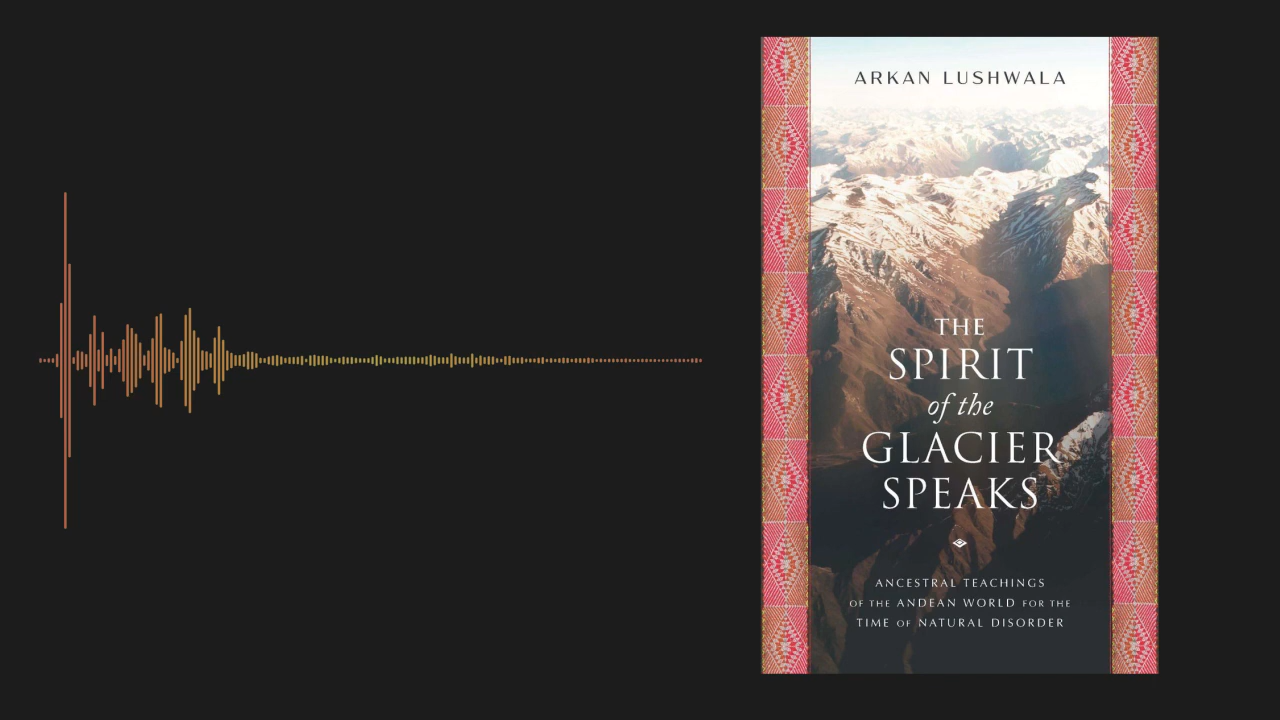 ARKAN LUSHWALA
THE
SPIRIT
of the
GLACIER
SPEAKS
ANCESTRAL TEACHINGS
OF THE ANDEAN WORLD FOR THE
TIME OF NATURAL DISORDER